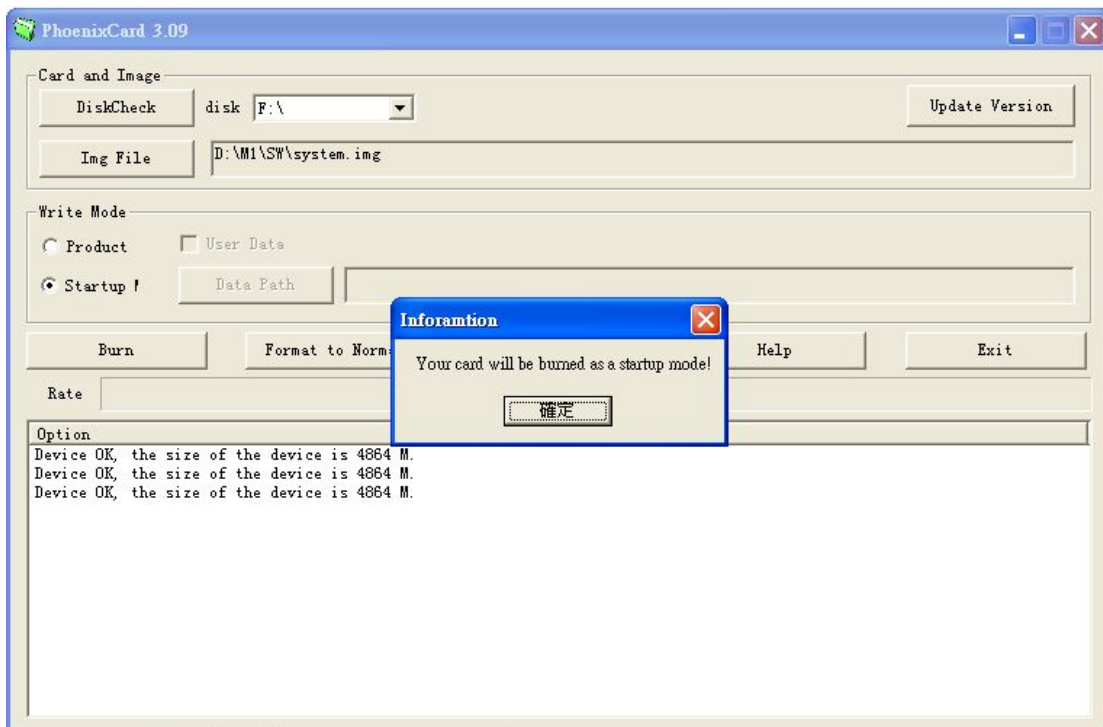 PhoenixCard 3.09
Card and Image
DiskCheck disk F:\ Update Version
Img File D:\M1\SW\system.img
Write Mode
Product User Data
Startup Data Path
Inforamtion
Your card will be burned as a startup mode!
確定
Burn Format to Help Exit
Rate
Option
Device OK, the size of the device is 4864 M.
Device OK, the size of the device is 4864 M.
Device OK, the size of the device is 4864 M.